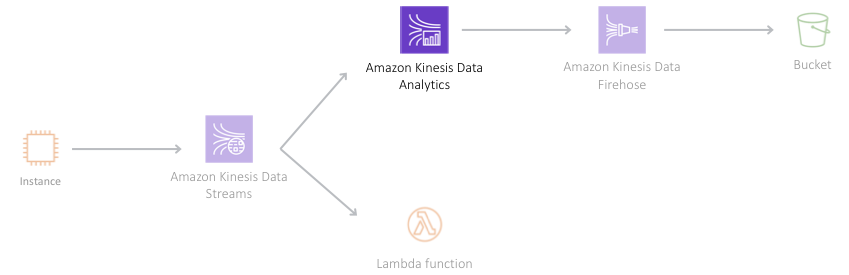 Amazon Kinesis Data
Analytics
Amazon Kinesis Data
Firehose
Bucket
Instance
Amazon Kinesis Data
Streams
Lambda function